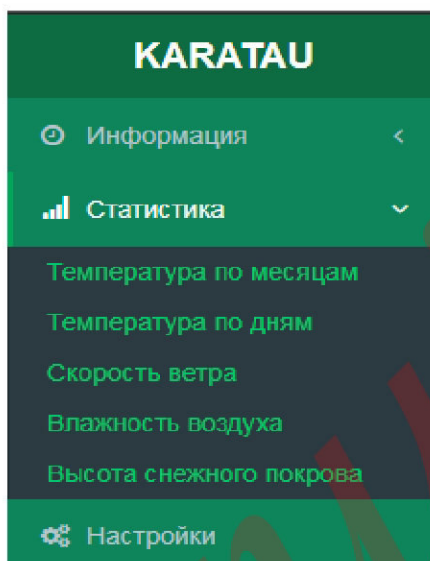 KARATAU
Информация
Статистика
Температура по месяцам
Температура по дням
Скорость ветра
Влажность воздуха
Высота снежного покрова
Настройки